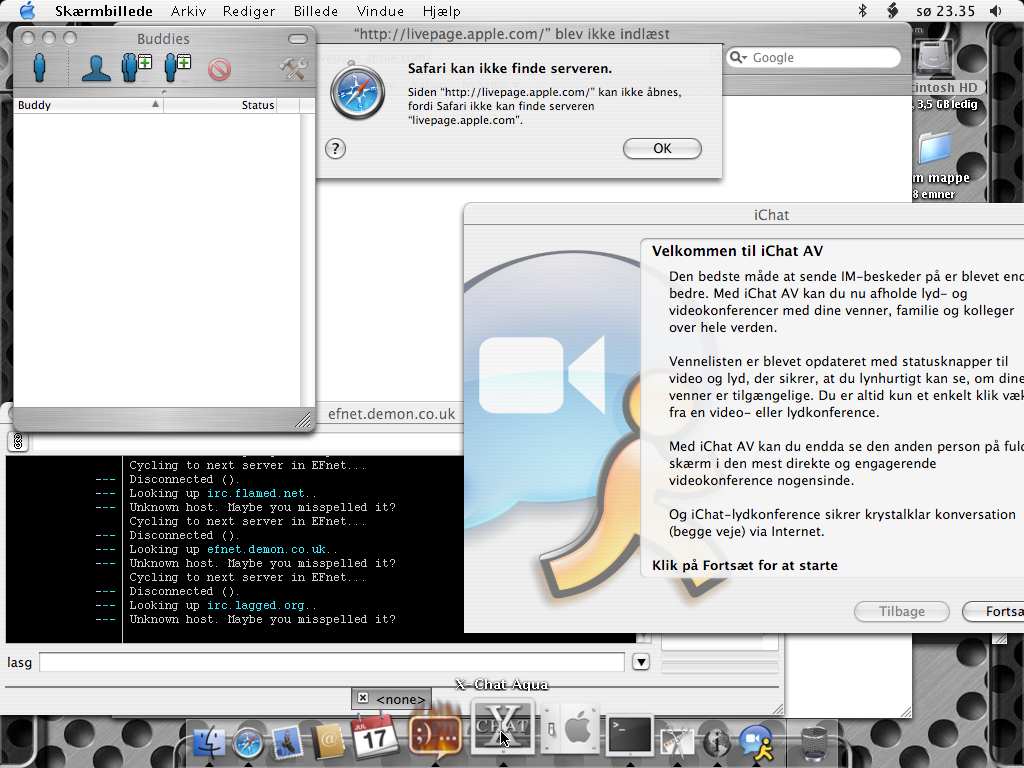 Skærmbillede Arkiv Rediger Billede Vindue Hjælp
sø 23.35
Buddies
Buddy Status
"http://livepage.apple.com/" blev ikke indlæst
Safari kan ikke finde serveren.
Siden "http://livepage.apple.com/" kan ikke åbnes,
fordi Safari ikke kan finde serveren
"livepage.apple.com".
?
OK
Google
intosh HD
3,5 GB ledig
m mappe
8 emner
iChat
Velkommen til iChat AV
Den bedste måde at sende IM-beskeder på er blevet end
bedre. Med iChat AV kan du nu afholde lyd- og
videokonferencer med dine venner, familie og kolleger
over hele verden.
Vennelisten er blevet opdateret med statusknapper til
video og lyd, der sikrer, at du lynhurtigt kan se, om dine
venner er tilgængelige. Du er altid kun et enkelt klik væk
fra en video- eller lydkonference.
Med iChat AV kan du endda se den anden person på fuld
skærm i den mest direkte og engagerende
videokonference nogensinde.
Og iChat-lydkonference sikrer krystalklar konversation
(begge veje) via Internet.
Klik på Fortsæt for at starte
Tilbage
Fortsæ
efnet.demon.co.uk
Cycling to next server in EFnet...
--- Disconnected ().
--- Looking up irc.flamed.net..
--- Unknown host. Maybe you misspelled it?
Cycling to next server in EFnet...
--- Disconnected ().
--- Looking up efnet.demon.co.uk..
--- Unknown host. Maybe you misspelled it?
Cycling to next server in EFnet...
--- Disconnected ().
--- Looking up irc.lagged.org..
--- Unknown host. Maybe you misspelled it?
lasg
X-Chat Aqua
<none>
JUL
17
X
CHAT